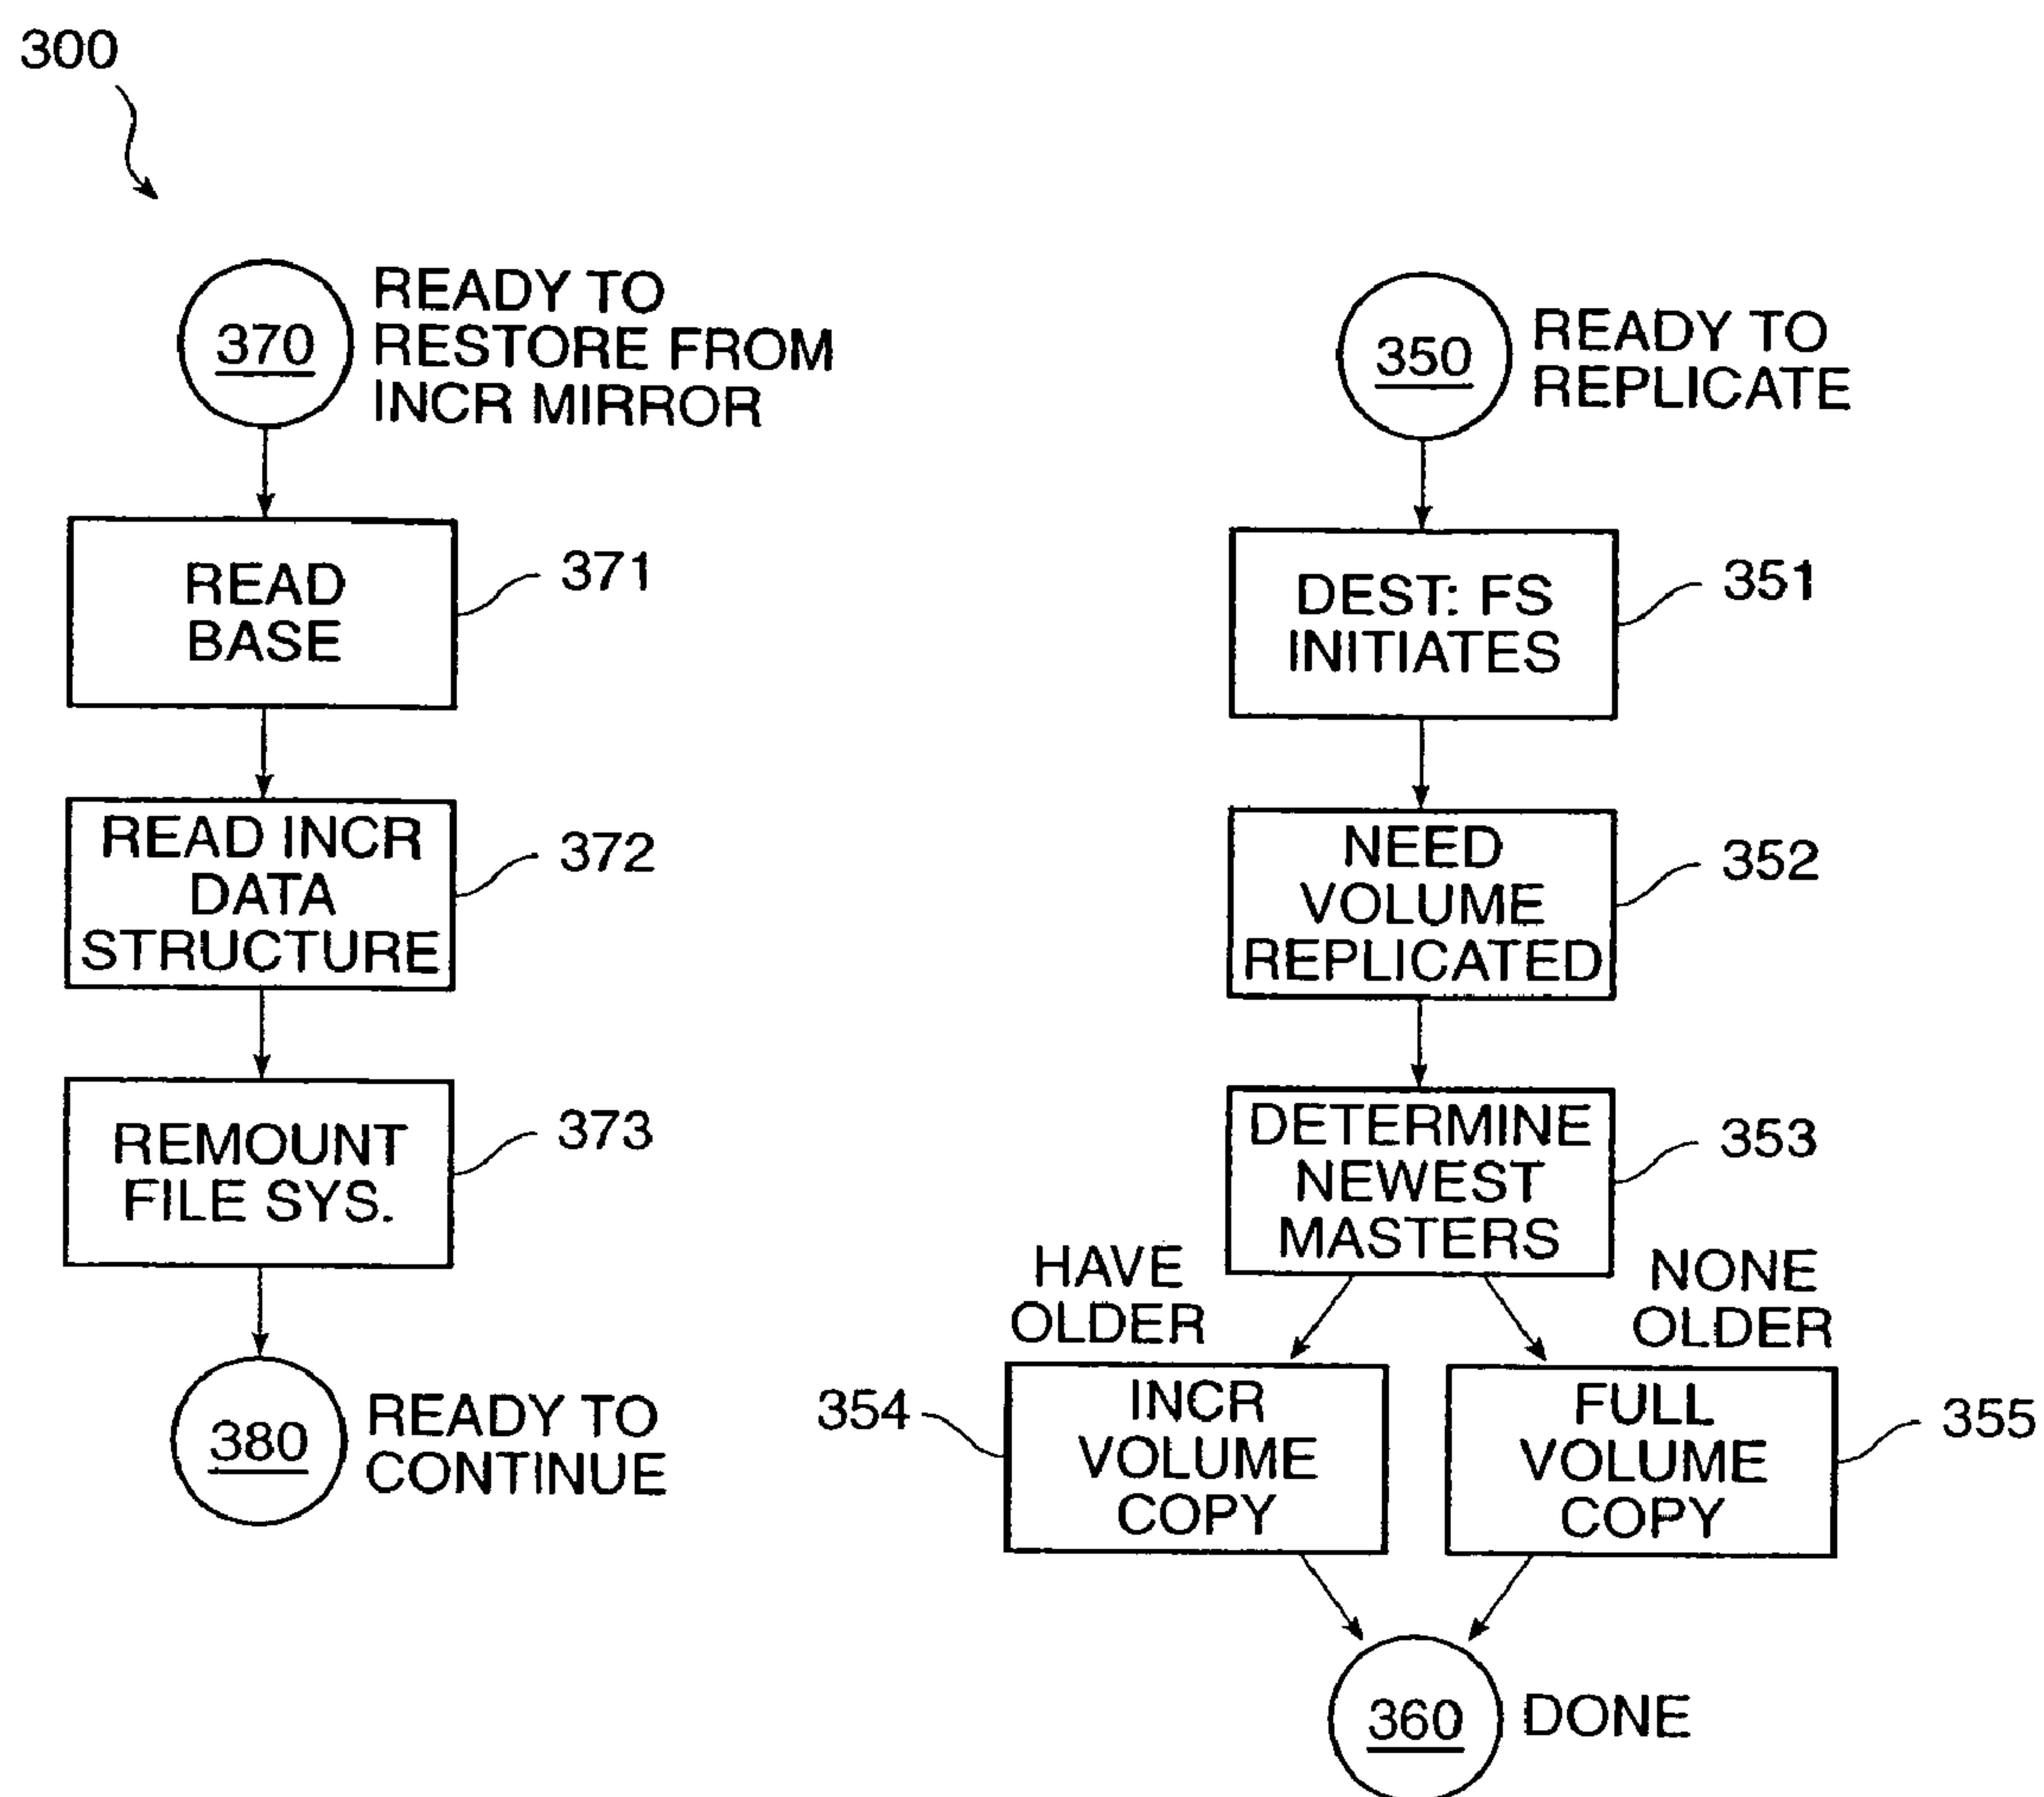 300
370
READY TO
RESTORE FROM
INCR MIRROR
READ
BASE
371
READ INCR
DATA
STRUCTURE
372
REMOUNT
FILE SYS.
373
380
READY TO
CONTINUE
350
READY TO
REPLICATE
DEST: FS
INITIATES
351
NEED
VOLUME
REPLICATED
352
DETERMINE
NEWEST
MASTERS
353
HAVE
OLDER
NONE
OLDER
354
INCR
VOLUME
COPY
FULL
VOLUME
COPY
355
360
DONE